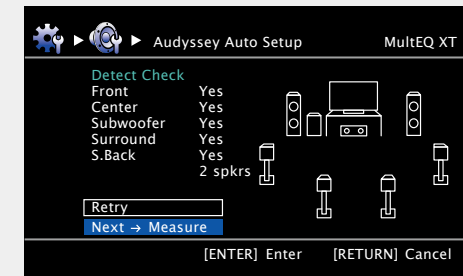 Audyssey Auto Setup MultEQ XT
Detect Check
Front Yes
Center Yes
Subwoofer Yes
Surround Yes
S.Back Yes
2 spkrs
Retry
Next → Measure
[ENTER] Enter [RETURN] Cancel